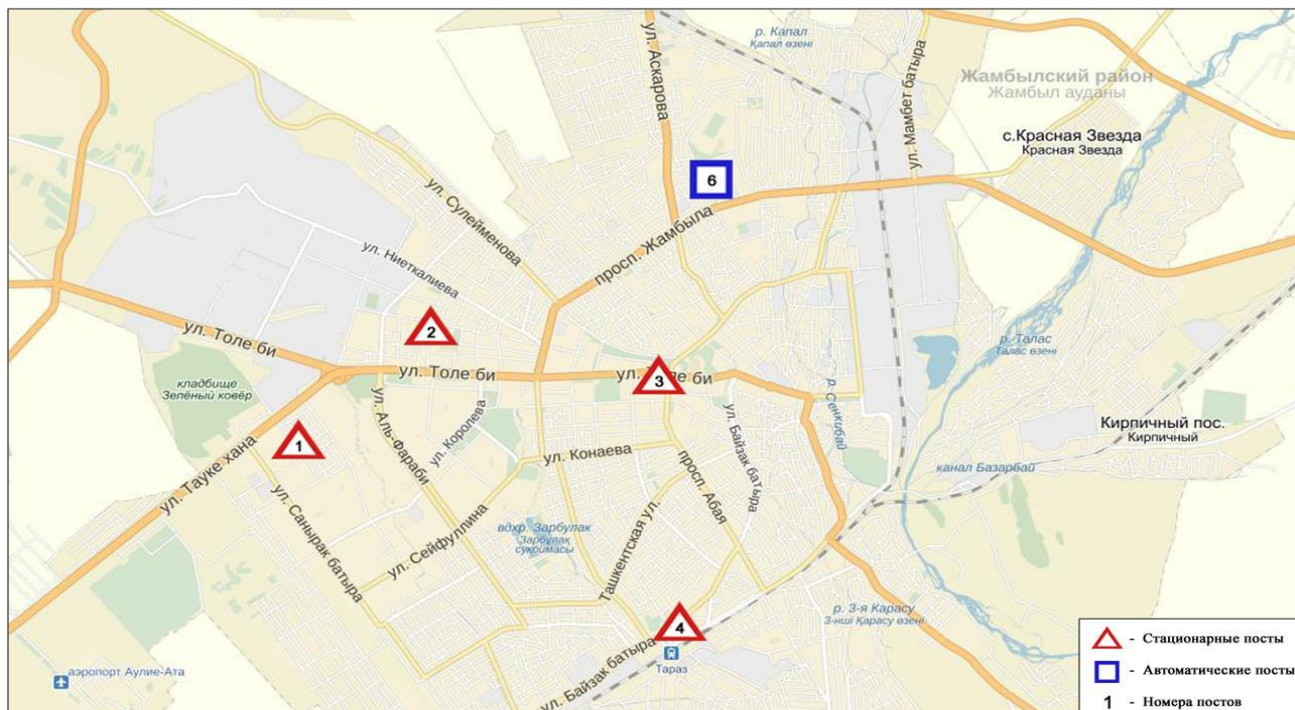 ул. Аскарова
р. Капал
Қапал өзені
ул. Мамбет батыра
Жамбылский район
Жамбыл ауданы
с.Красная Звезда
Красная Звезда
6
ул. Сулейменова
просп. Жамбыла
ул. Ниеткалиева
ул. Толе би
2
р. Талас
Талас өзені
кладбище
Зелёный ковёр
ул. Толе би
3
ул. Толе би
р. Сенкибай
ул. Аль-Фараби
ул. Королева
ул. Байзак батыра
Кирпичный пос.
Кирпичный
1
ул. Тауке хана
ул. Конаева
просп. Абая
канал Базарбай
ул. Санырак батыра
ул. Сейфуллина
вдхр. Зарбулак
Зарбұлақ
суқоймасы
Ташкентская ул.
р. 3-я Карасу
3-нші Қарасу өзені
4
Тараз
ул. Байзак батыра
аэропорт Аулие-Ата
- Стационарные посты
- Автоматические посты
1 - Номера постов